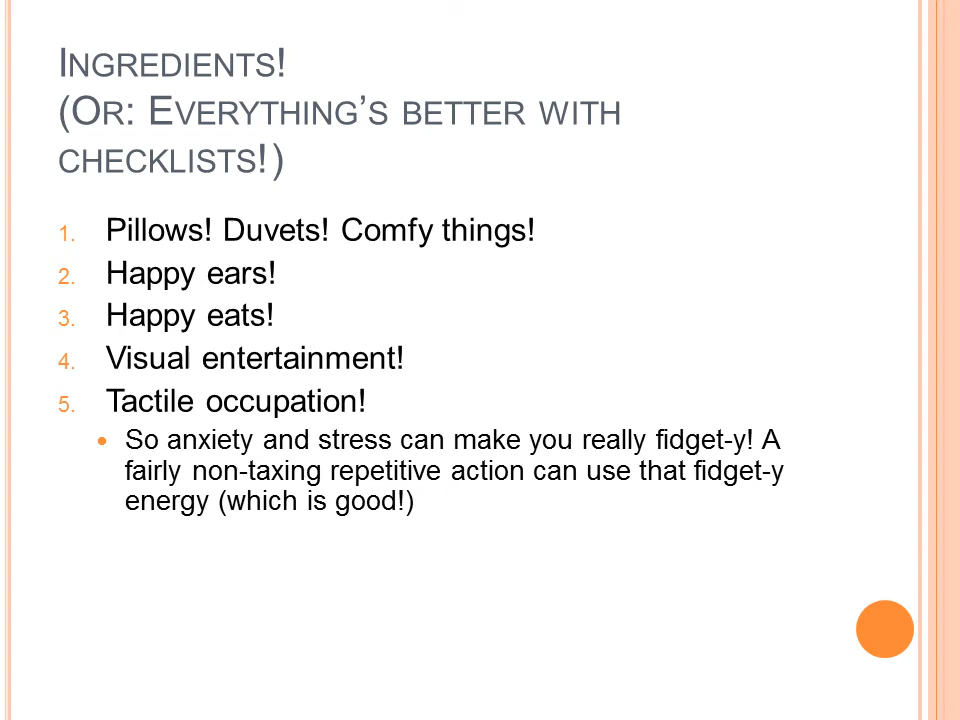 Ingredients!
(Or: Everything’s better with
checklists!)
1. Pillows! Duvets! Comfy things!
2. Happy ears!
3. Happy eats!
4. Visual entertainment!
5. Tactile occupation!
• So anxiety and stress can make you really fidget-y! A
fairly non-taxing repetitive action can use that fidget-y
energy (which is good!)